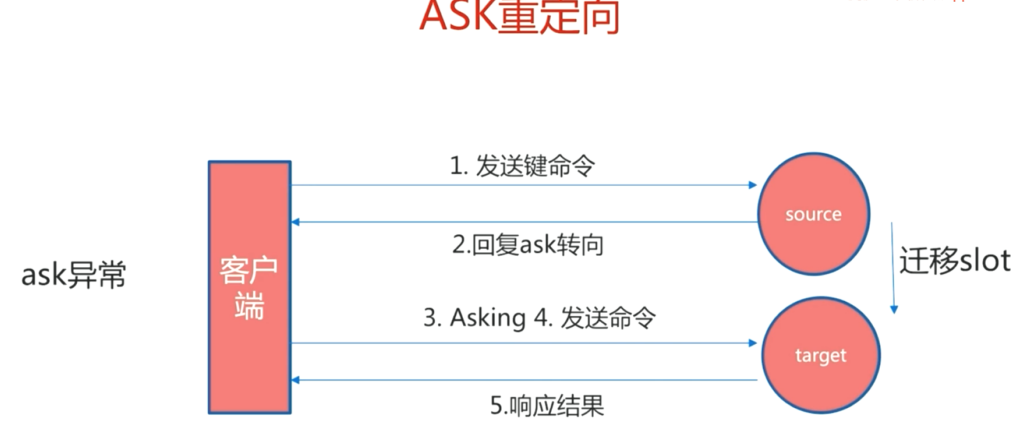 ASK重定向
1. 发送键命令
source
2.回复ask转向
ask异常
客户
端
迁移slot
3. Asking 4. 发送命令
target
5.响应结果